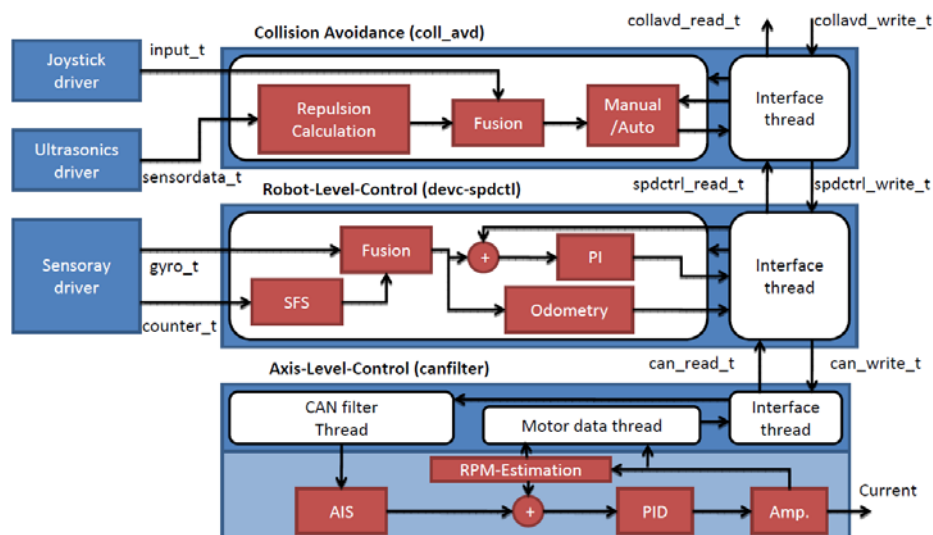 collavd_read_t
collavd_write_t
Collision Avoidance (coll_avd)
input_t
Joystick
driver
Repulsion
Calculation
Fusion
Manual
/Auto
Interface
thread
Ultrasonics
driver
sensordata_t
spdctrl_read_t
spdctrl_write_t
Robot-Level-Control (devc-spdctl)
Sensoray
driver
gyro_t
counter_t
Fusion
SFS
+
PI
Odometry
Interface
thread
can_read_t
can_write_t
Axis-Level-Control (canfilter)
CAN filter
Thread
Motor data thread
Interface
thread
RPM-Estimation
AIS
+
PID
Amp.
Current